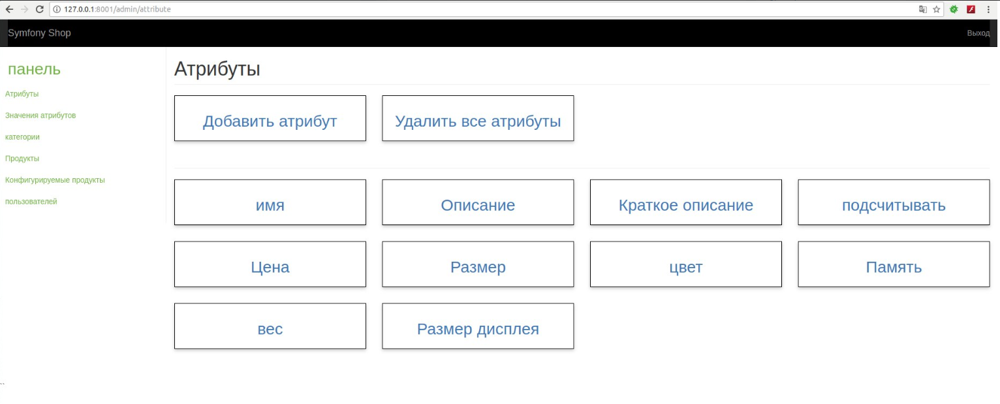 127.0.0.1:8001/admin/attribute
Symfony Shop
Выход
панель
Атрибуты
Значения атрибутов
категории
Продукты
Конфигурируемые продукты
пользователей
Атрибуты
Добавить атрибут
Удалить все атрибуты
имя
Описание
Краткое описание
подсчитывать
Цена
Размер
цвет
Память
вес
Размер дисплея
``